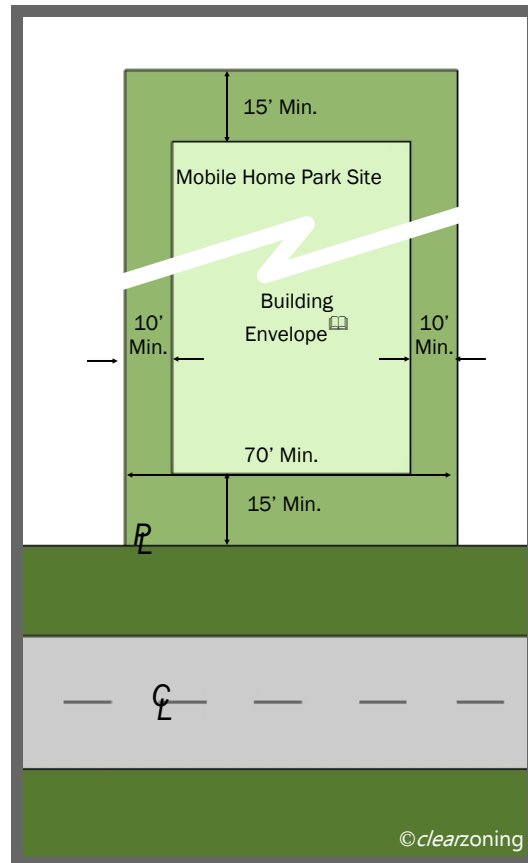 15’ Min.
Mobile Home Park Site
Building
Envelope
10’
Min.
10’
Min.
70’ Min.
15’ Min.
PL
CL
©clearzoning